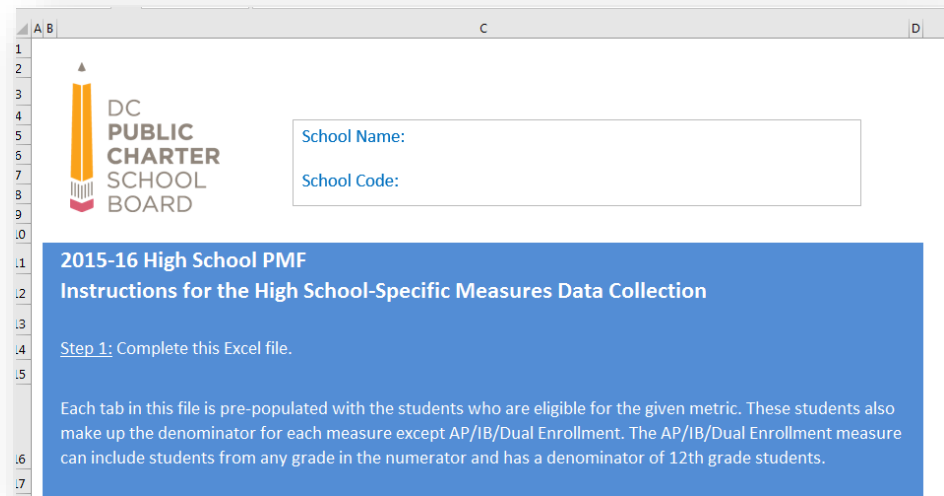 A B C D
1
2
3
4
5
6
7
8
9
10
11
12
13
14
15
16
17
DC
PUBLIC
CHARTER
SCHOOL
BOARD
School Name:
School Code:
2015-16 High School PMF
Instructions for the High School-Specific Measures Data Collection
Step 1: Complete this Excel file.
Each tab in this file is pre-populated with the students who are eligible for the given metric. These students also
make up the denominator for each measure except AP/IB/Dual Enrollment. The AP/IB/Dual Enrollment measure
can include students from any grade in the numerator and has a denominator of 12th grade students.